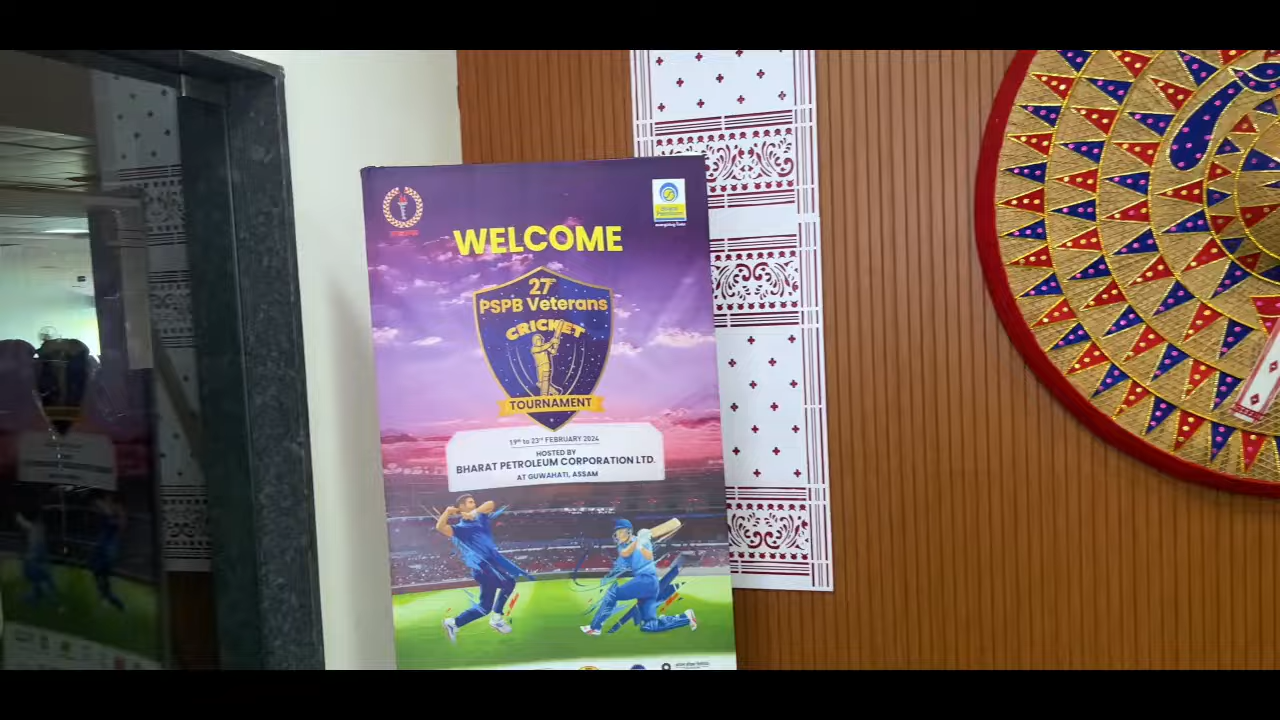 WELCOME
27th
PSPB Veterans
CRICKET
TOURNAMENT
19th to 23rd FEBRUARY 2024
HOSTED BY
BHARAT PETROLEUM CORPORATION LTD.
AT GUWAHATI, ASSAM